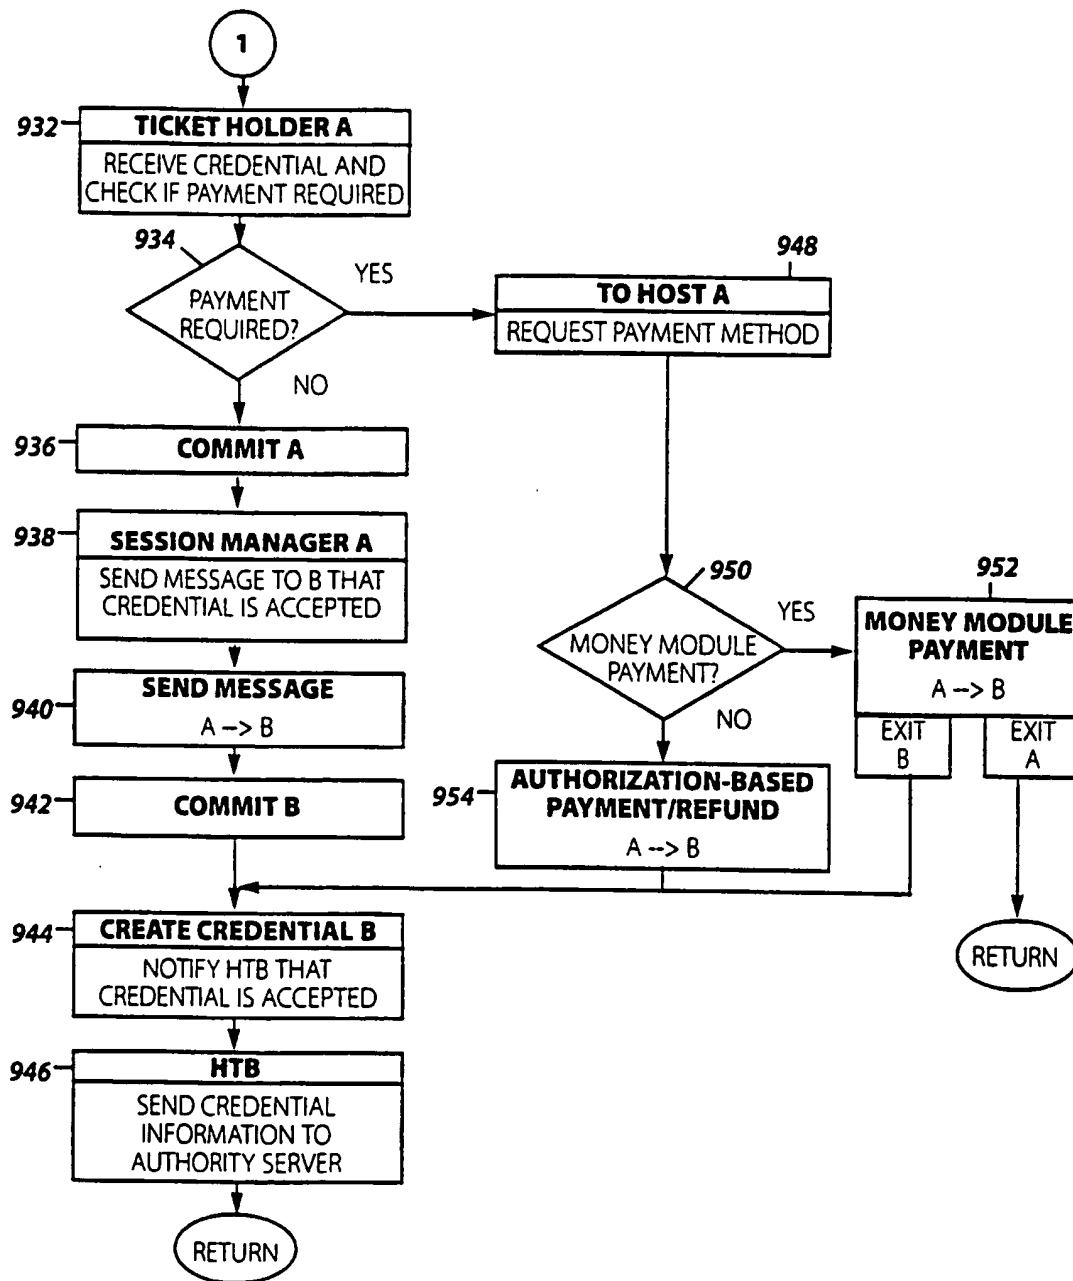 1
932
TICKET HOLDER A
RECEIVE CREDENTIAL AND
CHECK IF PAYMENT REQUIRED
934
PAYMENT
REQUIRED?
YES
NO
948
TO HOST A
REQUEST PAYMENT METHOD
936
COMMIT A
938
SESSION MANAGER A
SEND MESSAGE TO B THAT
CREDENTIAL IS ACCEPTED
940
SEND MESSAGE
A --> B
942
COMMIT B
950
MONEY MODULE
PAYMENT?
YES
NO
952
MONEY MODULE
PAYMENT
A --> B
EXIT
B
EXIT
A
954
AUTHORIZATION-BASED
PAYMENT/REFUND
A --> B
RETURN
944
CREATE CREDENTIAL B
NOTIFY HTB THAT
CREDENTIAL IS ACCEPTED
946
HTB
SEND CREDENTIAL
INFORMATION TO
AUTHORITY SERVER
RETURN